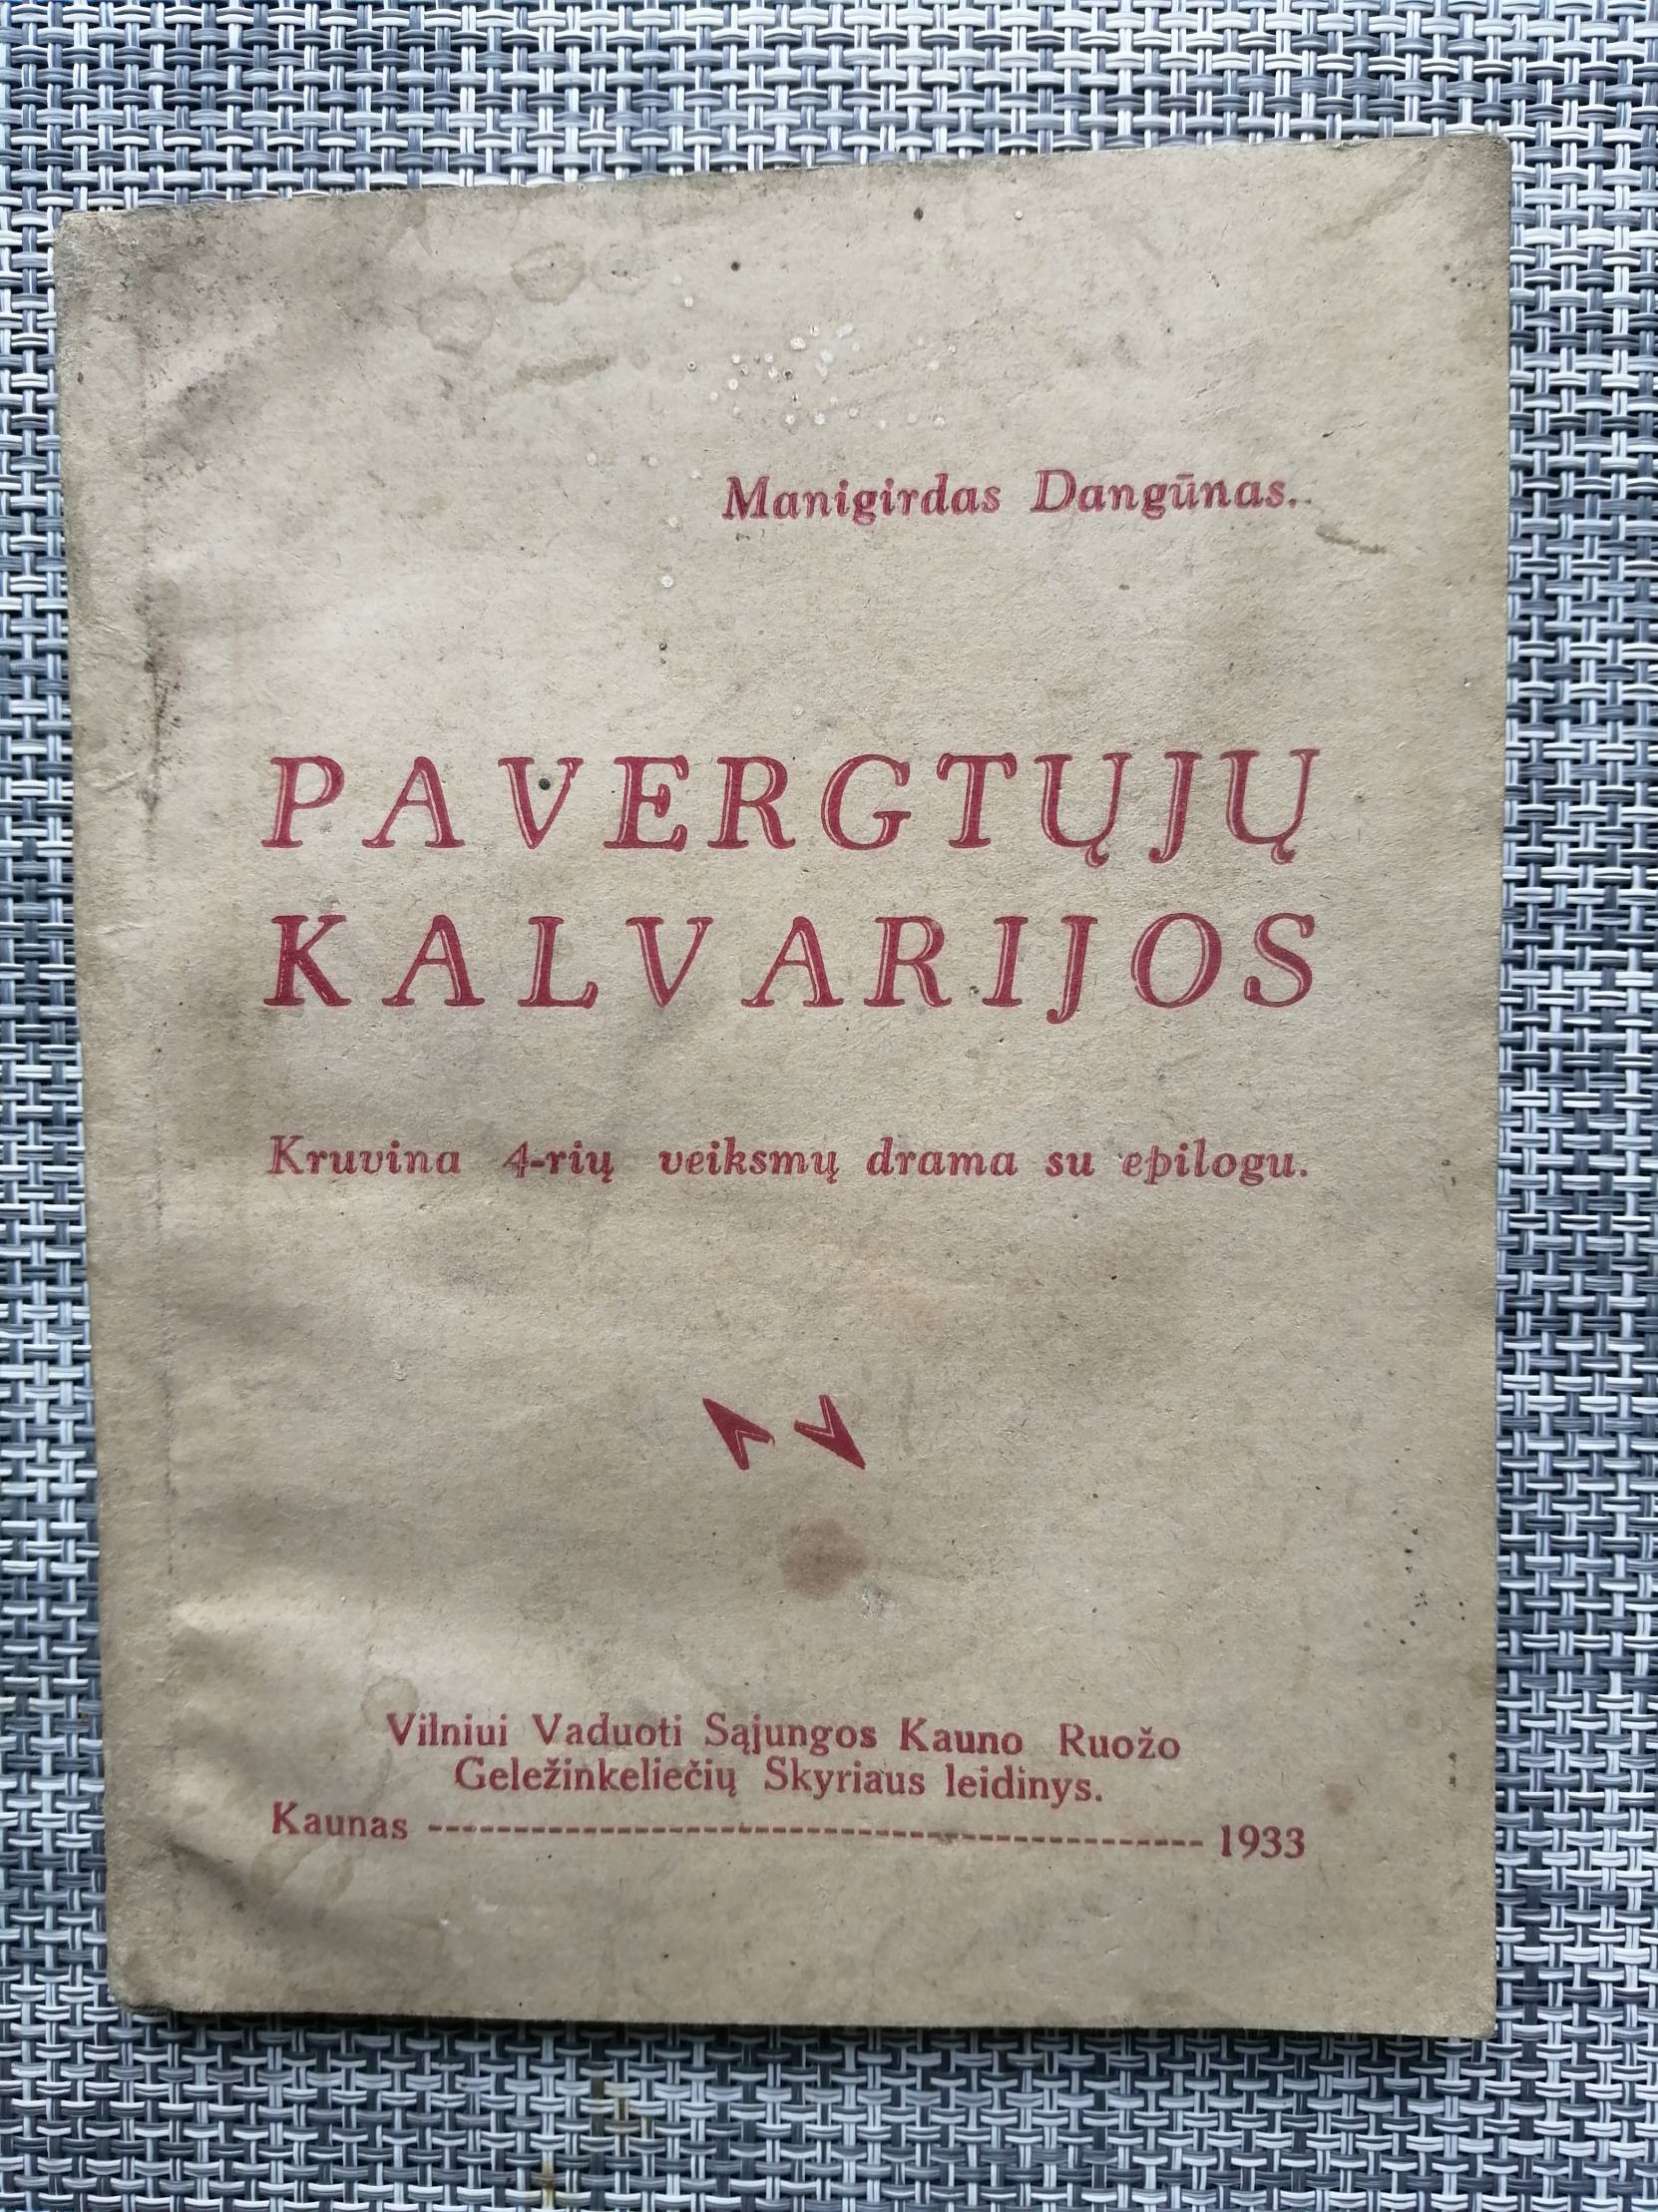 Manigirdas Dangūnas.
PAVERGTŲJŲ
KALVARIJOS
Kruvina 4-rių veiksmų drama su epilogu.
Vilniui Vaduoti Sąjungos Kauno Ruožo
Geležinkeliečių Skyriaus leidinys.
Kaunas ---------------------------------------------- 1933